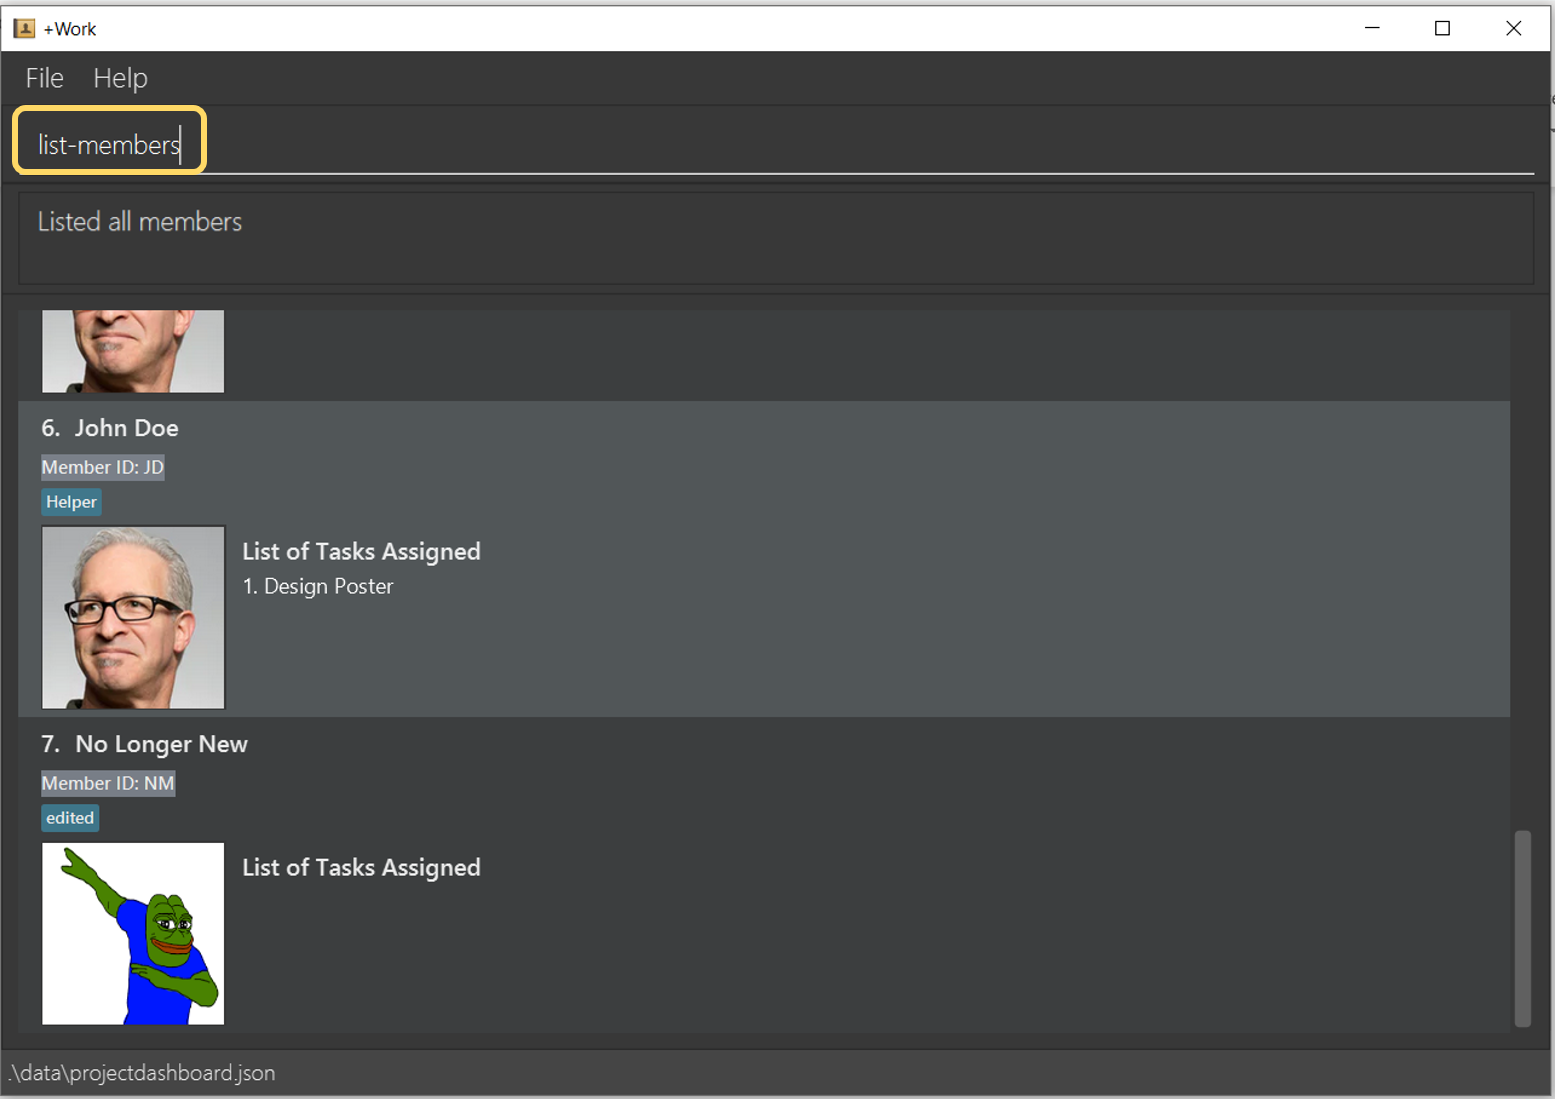 +Work
File Help
list-members
Listed all members
6. John Doe
Member ID: JD
Helper
List of Tasks Assigned
1. Design Poster
7. No Longer New
Member ID: NM
edited
List of Tasks Assigned
.\data\projectdashboard.json